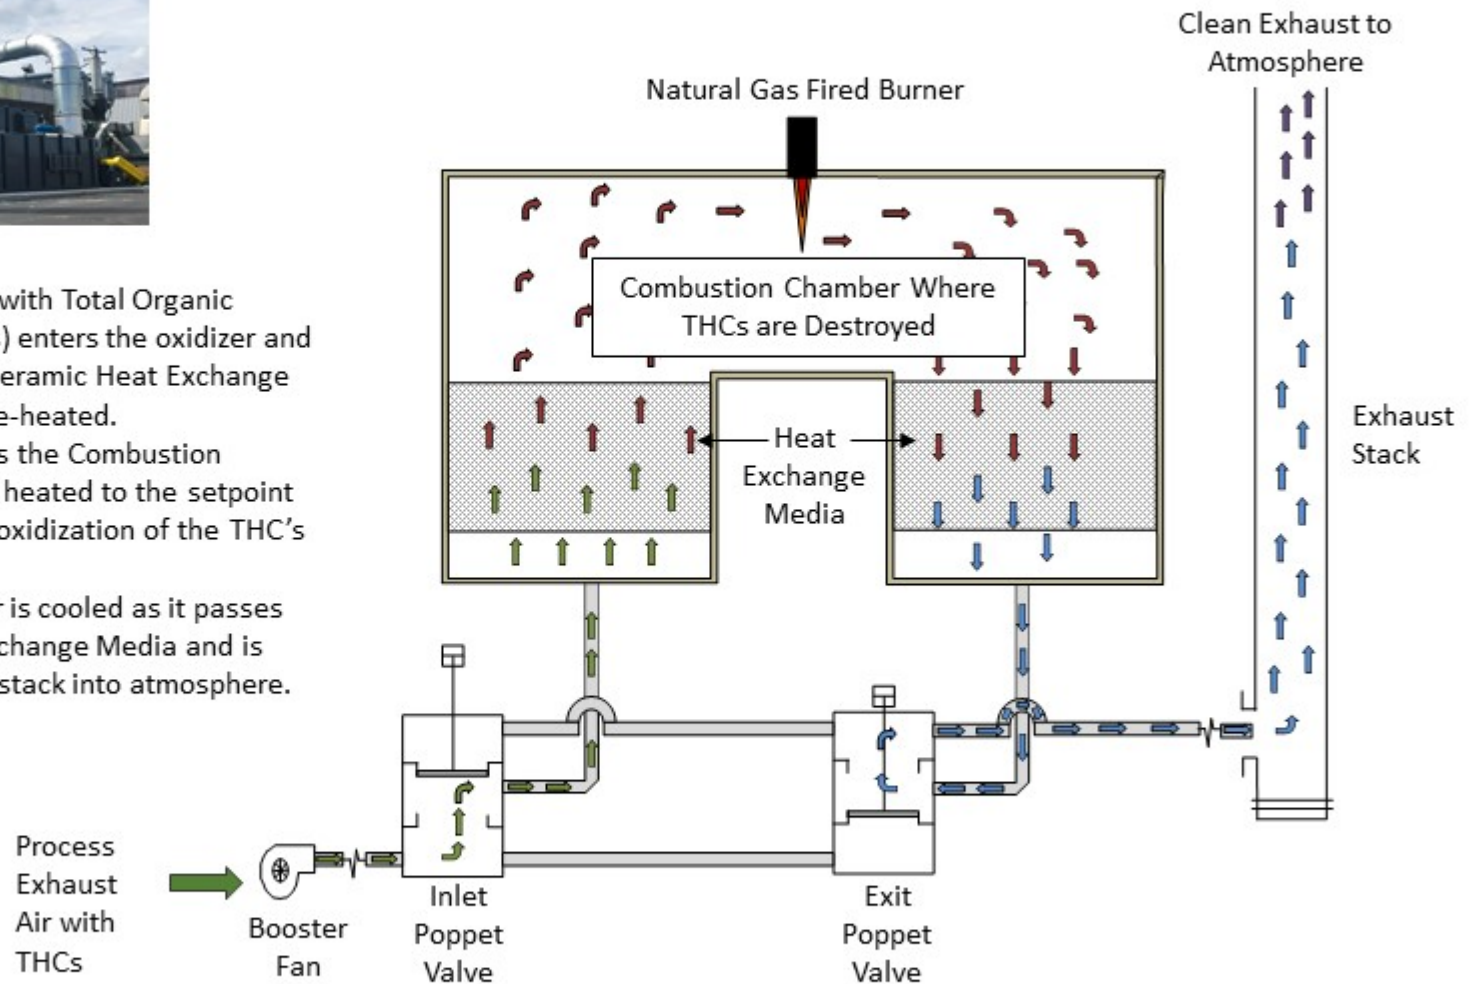 Clean Exhaust to
Atmosphere
Natural Gas Fired Burner
Combustion Chamber Where
THCs are Destroyed
with Total Organic
) enters the oxidizer and
eramic Heat Exchange
e-heated.
s the Combustion
heated to the setpoint
oxidization of the THC's
r is cooled as it passes
change Media and is
stack into atmosphere.
Heat
Exchange
Media
Exhaust
Stack
Process
Exhaust
Air with
THCs
Booster
Fan
Inlet
Poppet
Valve
Exit
Poppet
Valve